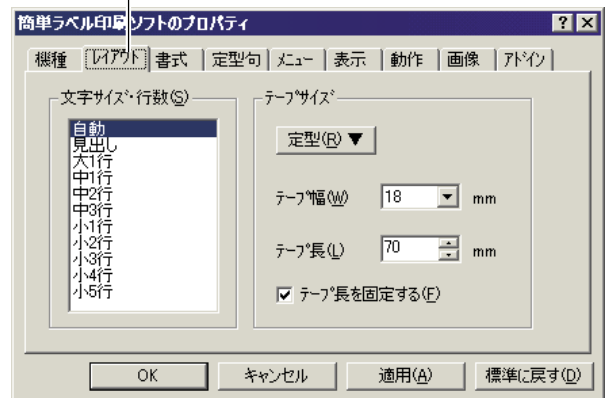 簡単ラベル印刷ソフトのプロパティ
機種 レイアウト 書式 定型句 メニュー 表示 動作 画像 アドイン
文字サイズ・行数(S)
自動
見出し
大1行
中1行
中2行
中3行
小1行
小2行
小3行
小4行
小5行
テープサイズ
定型(R)▼
テープ幅(W) 18 mm
テープ長(L) 70 mm
テープ長を固定する(F)
OK キャンセル 適用(A) 標準に戻す(D)